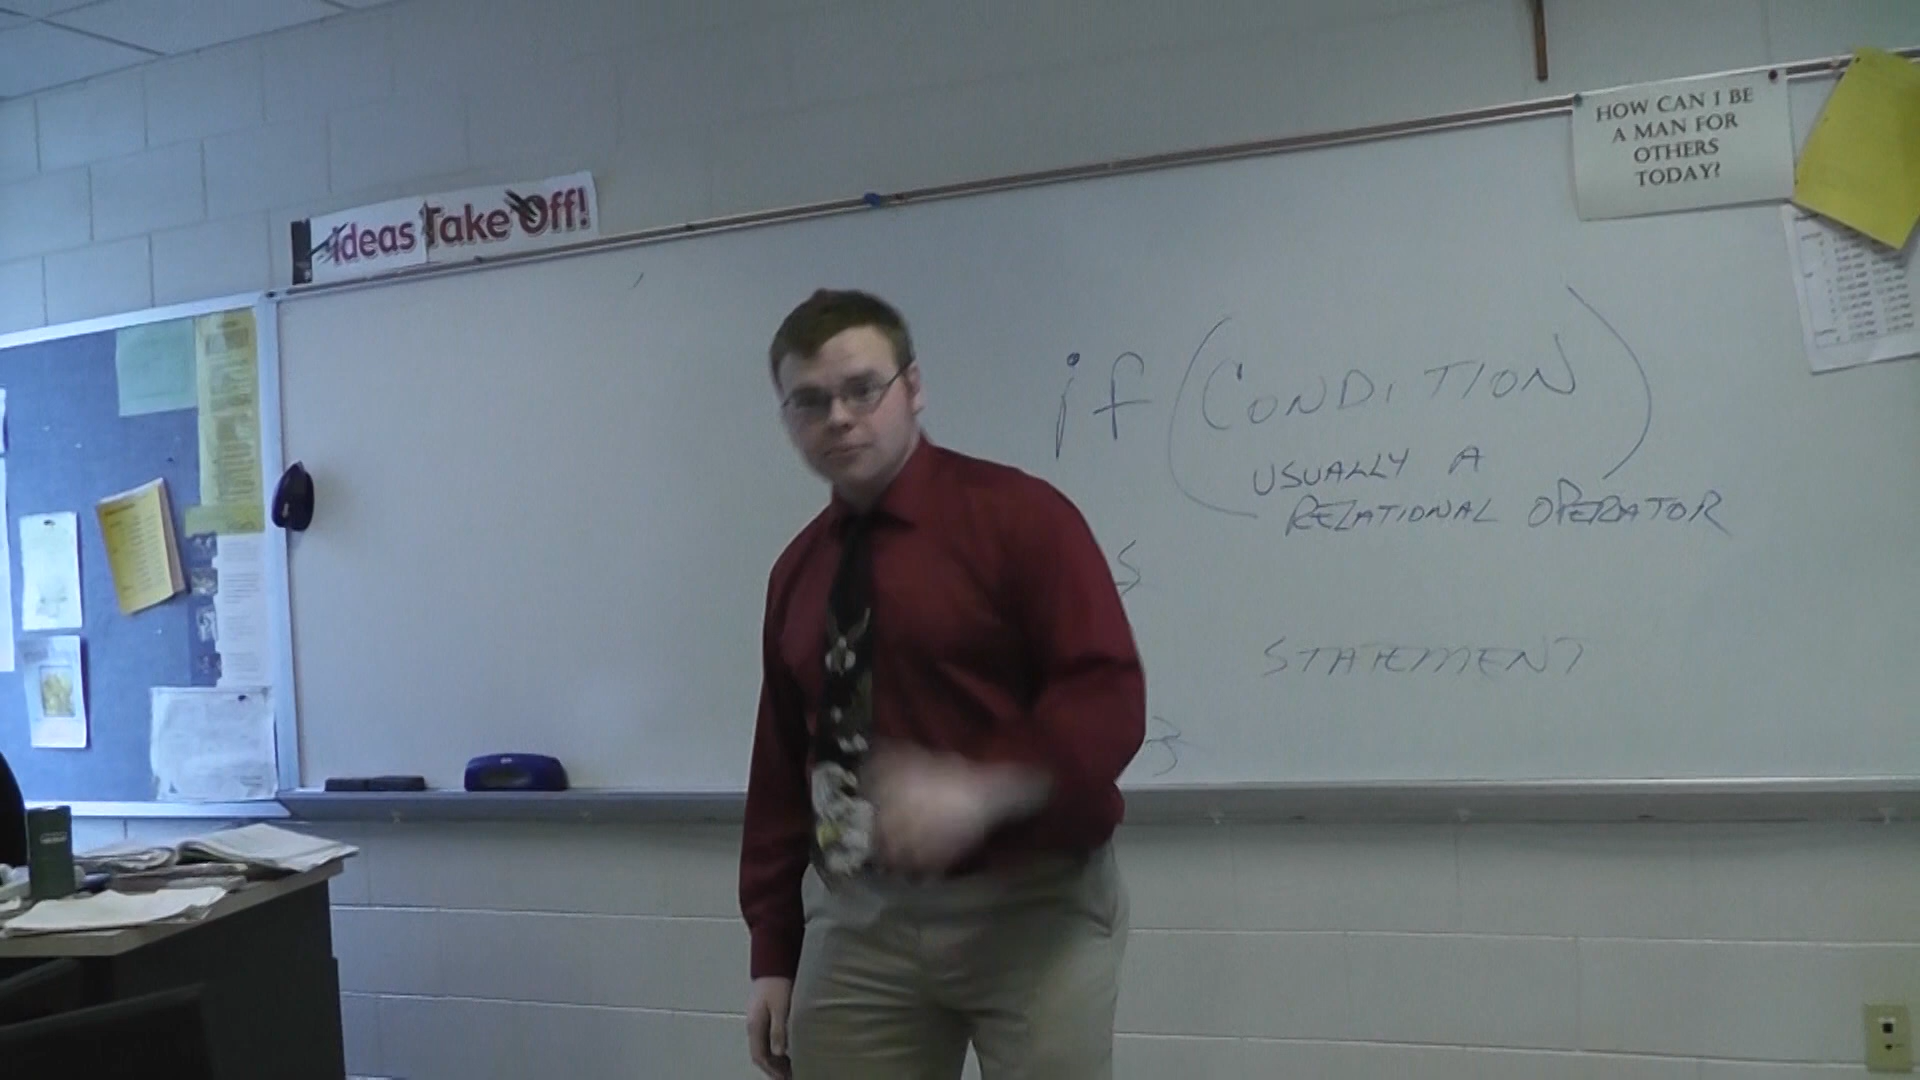 Ideas Take Off!
HOW CAN I BE
A MAN FOR
OTHERS
TODAY?
if (CONDITION)
USUALLY A
RELATIONAL OPERATOR
{
STATEMENT
}